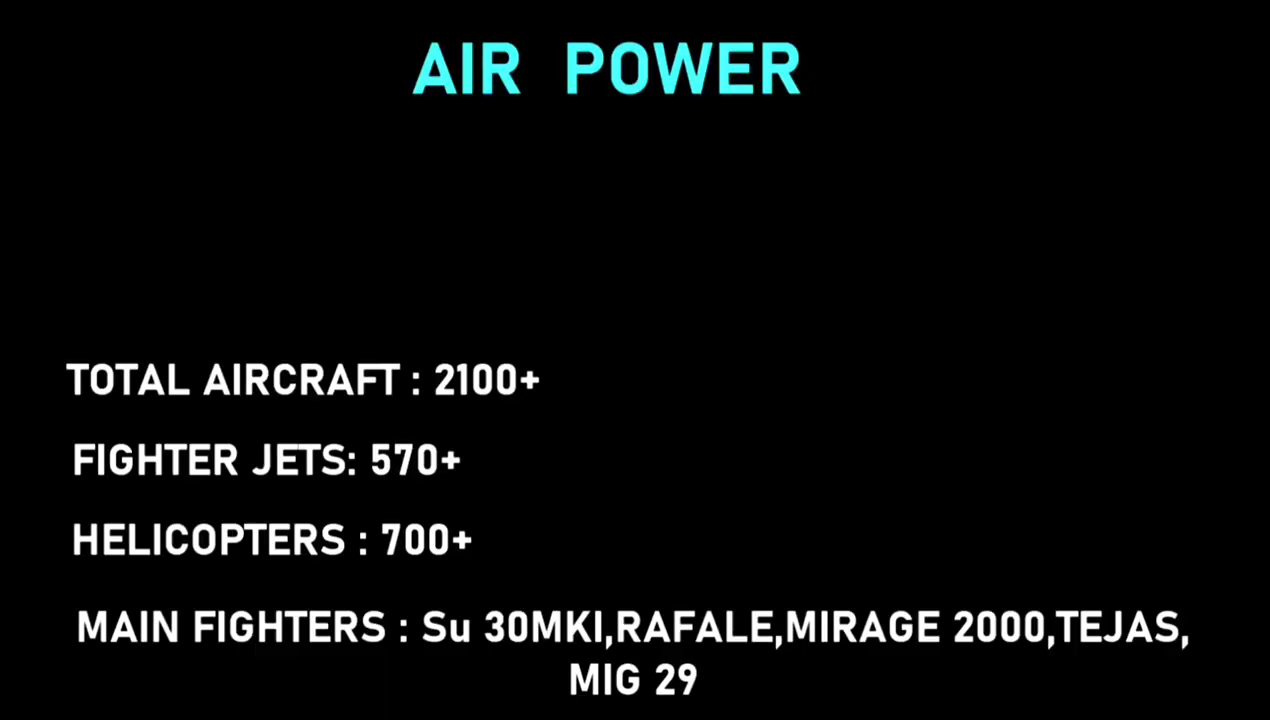 AIR POWER
TOTAL AIRCRAFT : 2100+
FIGHTER JETS: 570+
HELICOPTERS : 700+
MAIN FIGHTERS : Su 30MKI,RAFALE,MIRAGE 2000,TEJAS,
MIG 29